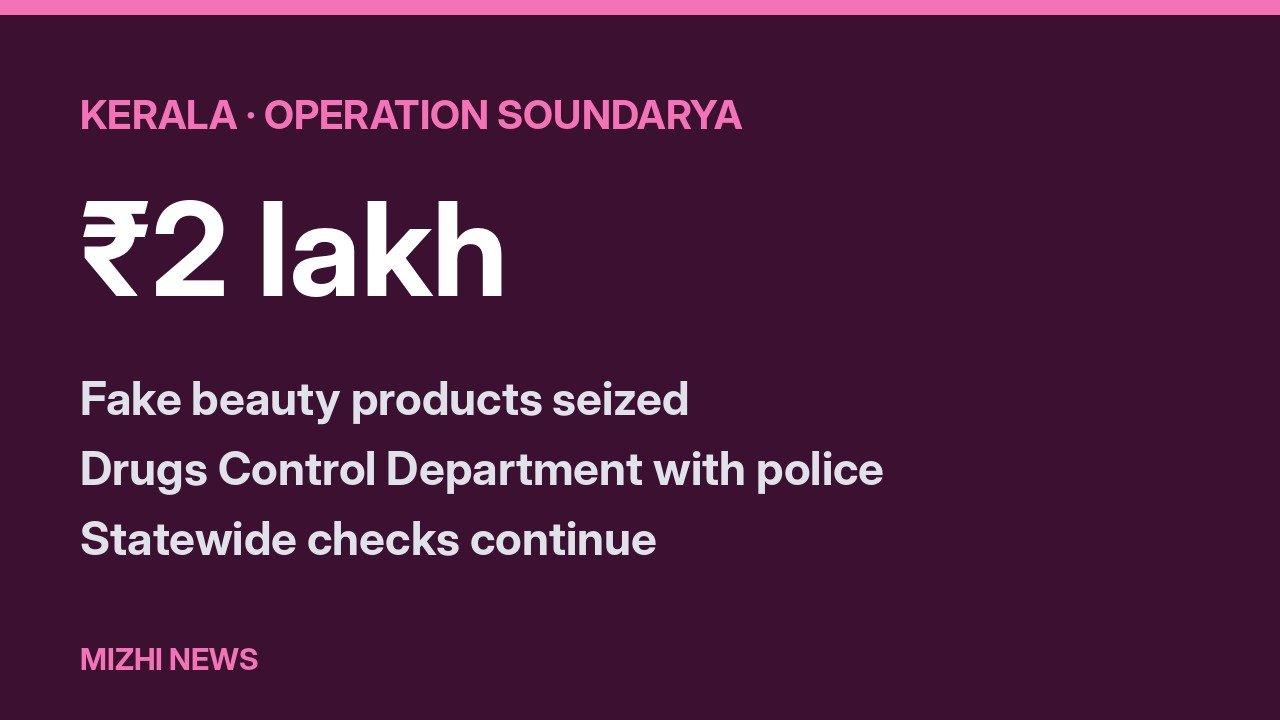 KERALA · OPERATION SOUNDARYA
₹2 lakh
Fake beauty products seized
Drugs Control Department with police
Statewide checks continue
MIZHI NEWS